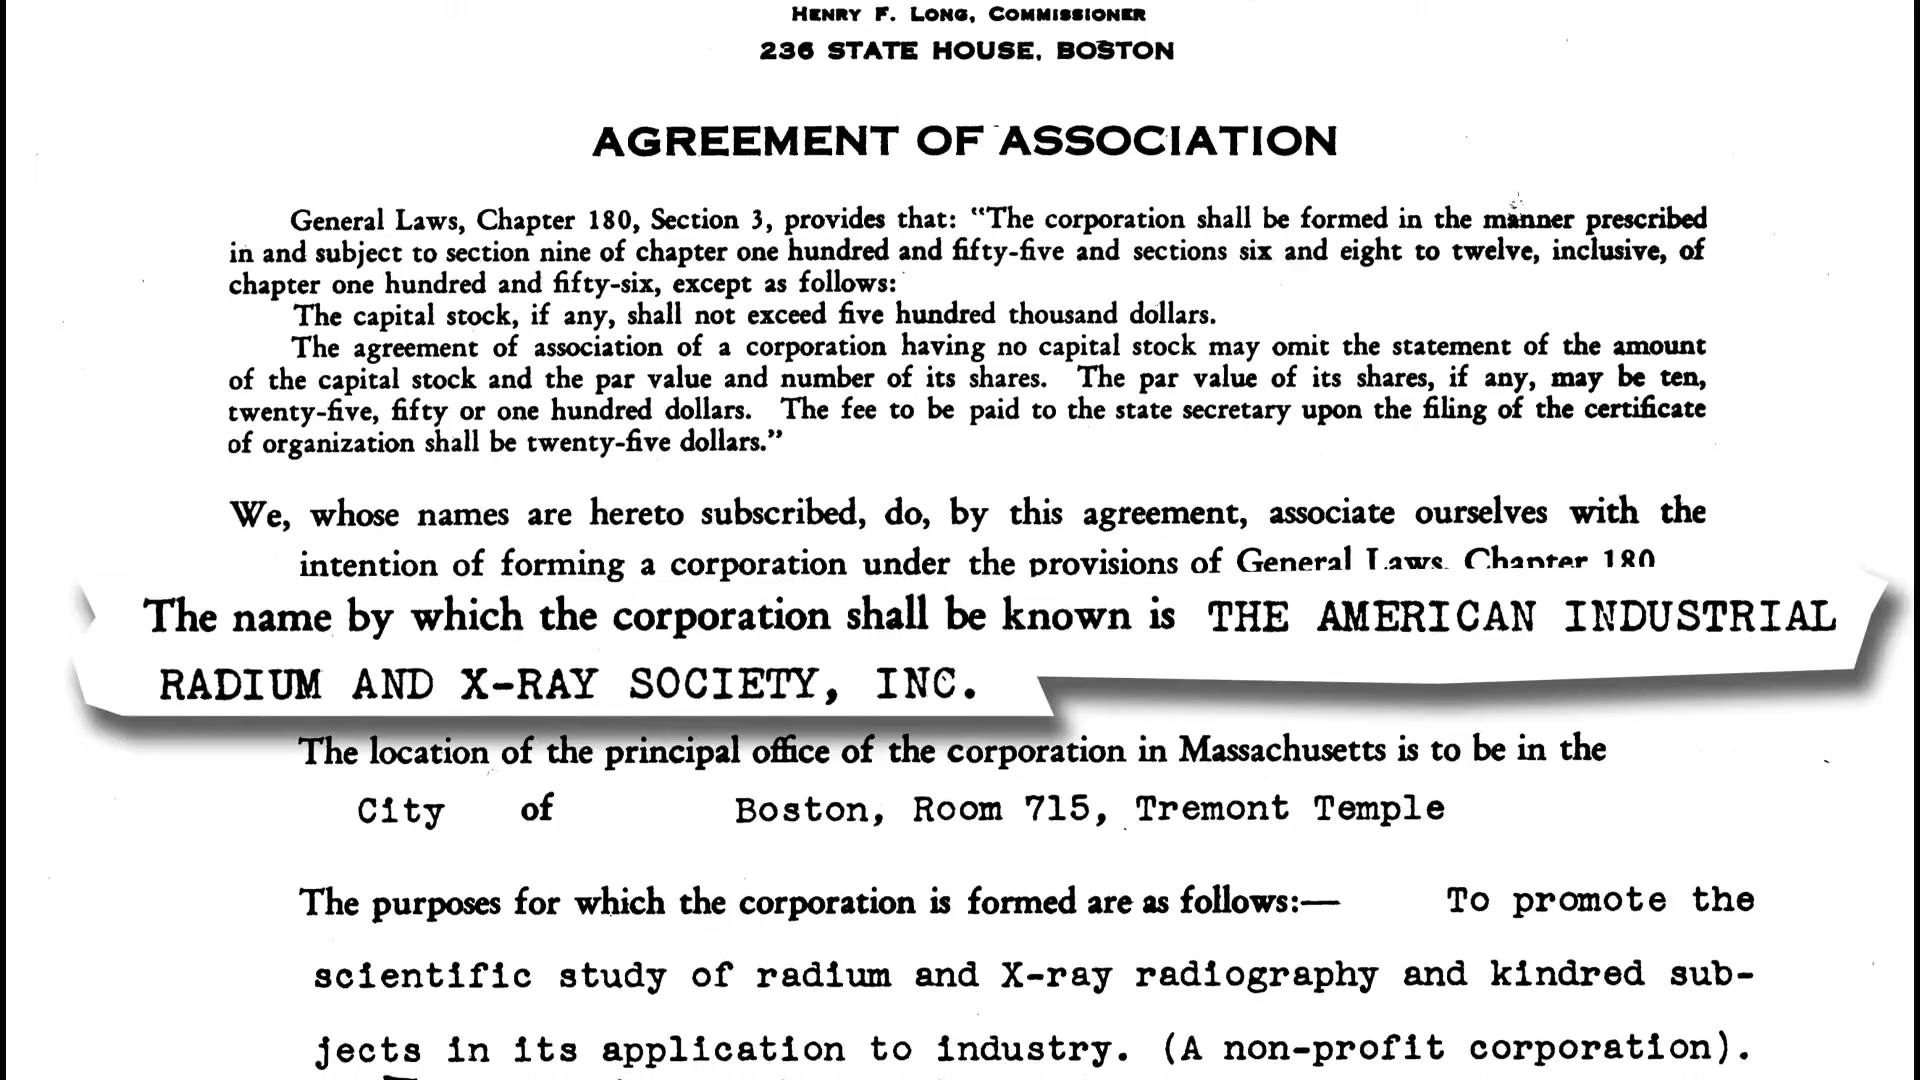 HENRY F. LONG, COMMISSIONER
236 STATE HOUSE, BOSTON
AGREEMENT OF ASSOCIATION
General Laws, Chapter 180, Section 3, provides that: “The corporation shall be formed in the manner prescribed
in and subject to section nine of chapter one hundred and fifty-five and sections six and eight to twelve, inclusive, of
chapter one hundred and fifty-six, except as follows:
The capital stock, if any, shall not exceed five hundred thousand dollars.
The agreement of association of a corporation having no capital stock may omit the statement of the amount
of the capital stock and the par value and number of its shares. The par value of its shares, if any, may be ten,
twenty-five, fifty or one hundred dollars. The fee to be paid to the state secretary upon the filing of the certificate
of organization shall be twenty-five dollars.”
We, whose names are hereto subscribed, do, by this agreement, associate ourselves with the
intention of forming a corporation under the provisions of General Laws, Chapter 180
The name by which the corporation shall be known is THE AMERICAN INDUSTRIAL
RADIUM AND X-RAY SOCIETY, INC.
The location of the principal office of the corporation in Massachusetts is to be in the
City of Boston, Room 715, Tremont Temple
The purposes for which the corporation is formed are as follows:— To promote the
scientific study of radium and X-ray radiography and kindred sub-
jects in its application to industry. (A non-profit corporation).